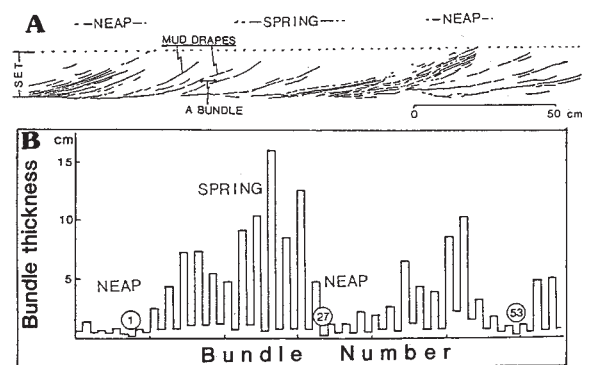 A
NEAP
SPRING
NEAP
MUD DRAPES
SET
A BUNDLE
0 50 cm
B
cm
15
10
5
Bundle thickness
SPRING
NEAP
NEAP
1
27
53
Bundle Number